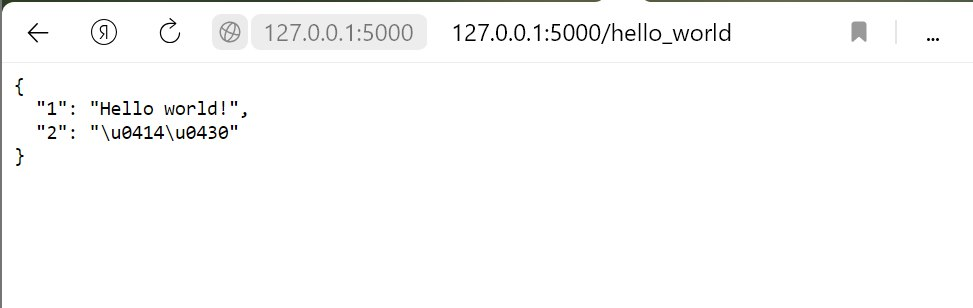 Я 127.0.0.1:5000 127.0.0.1:5000/hello_world ...
{
"1": "Hello world!",
"2": "\u0414\u0430"
}